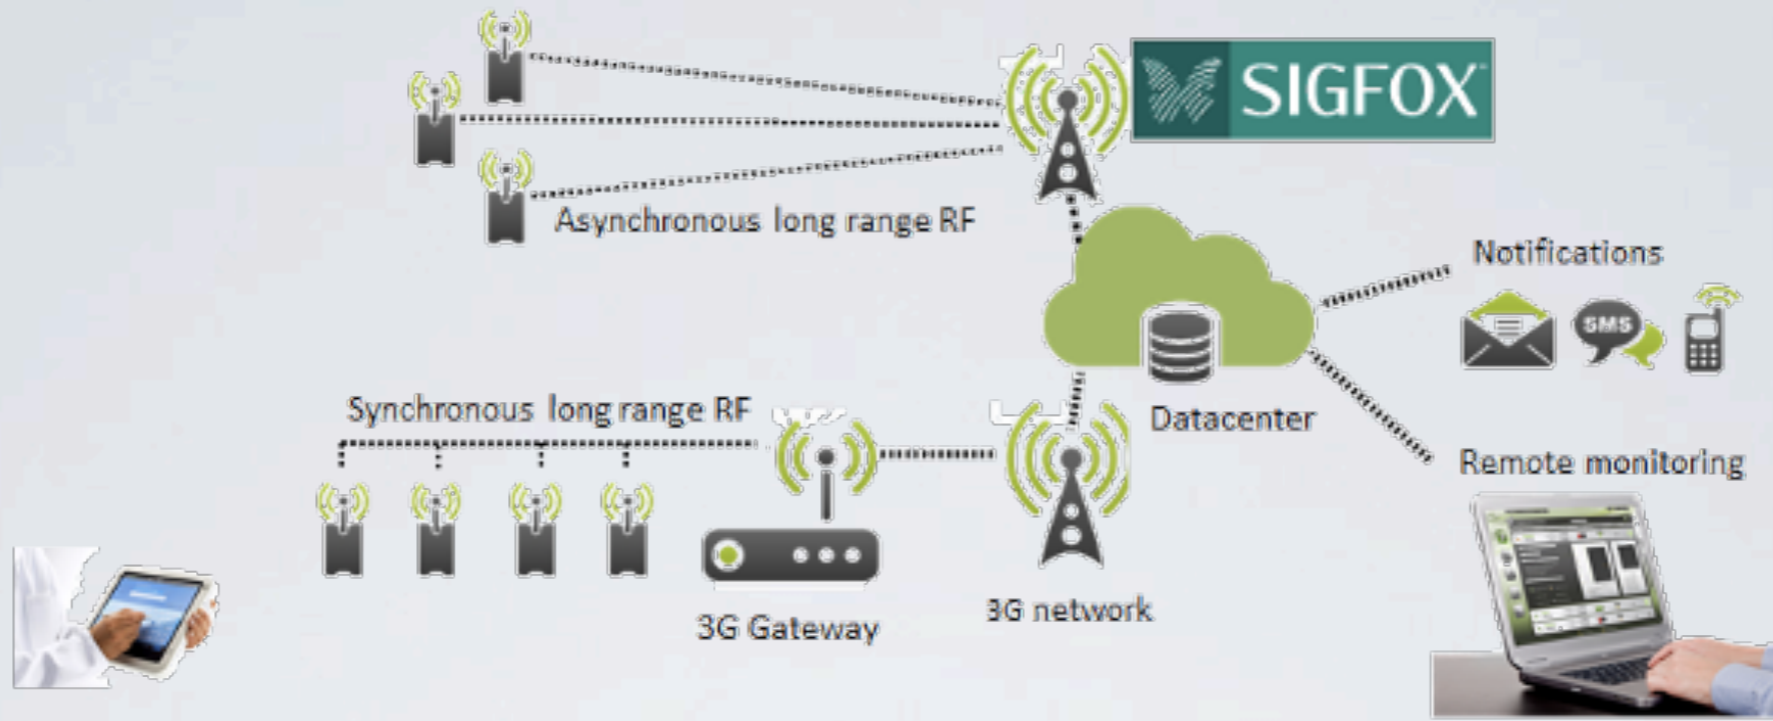 SIGFOX
Asynchronous long range RF
Notifications
SMS
Synchronous long range RF
Datacenter
Remote monitoring
3G Gateway
3G network